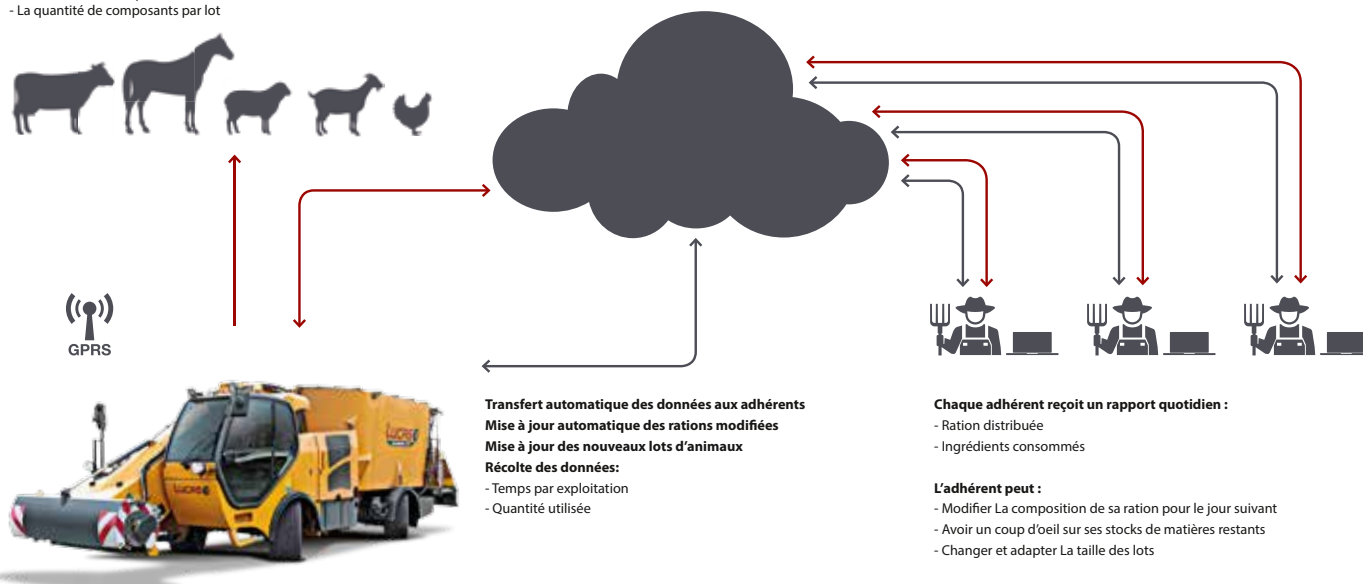 - La quantité de composants par lot
GPRS
LUCAS G
LUCAS G
Transfert automatique des données aux adhérents
Mise à jour automatique des rations modifiées
Mise à jour des nouveaux lots d'animaux
Récolte des données:
- Temps par exploitation
- Quantité utilisée
Chaque adhérent reçoit un rapport quotidien :
- Ration distribuée
- Ingrédients consommés
L'adhérent peut :
- Modifier La composition de sa ration pour le jour suivant
- Avoir un coup d'oeil sur ses stocks de matières restants
- Changer et adapter La taille des lots